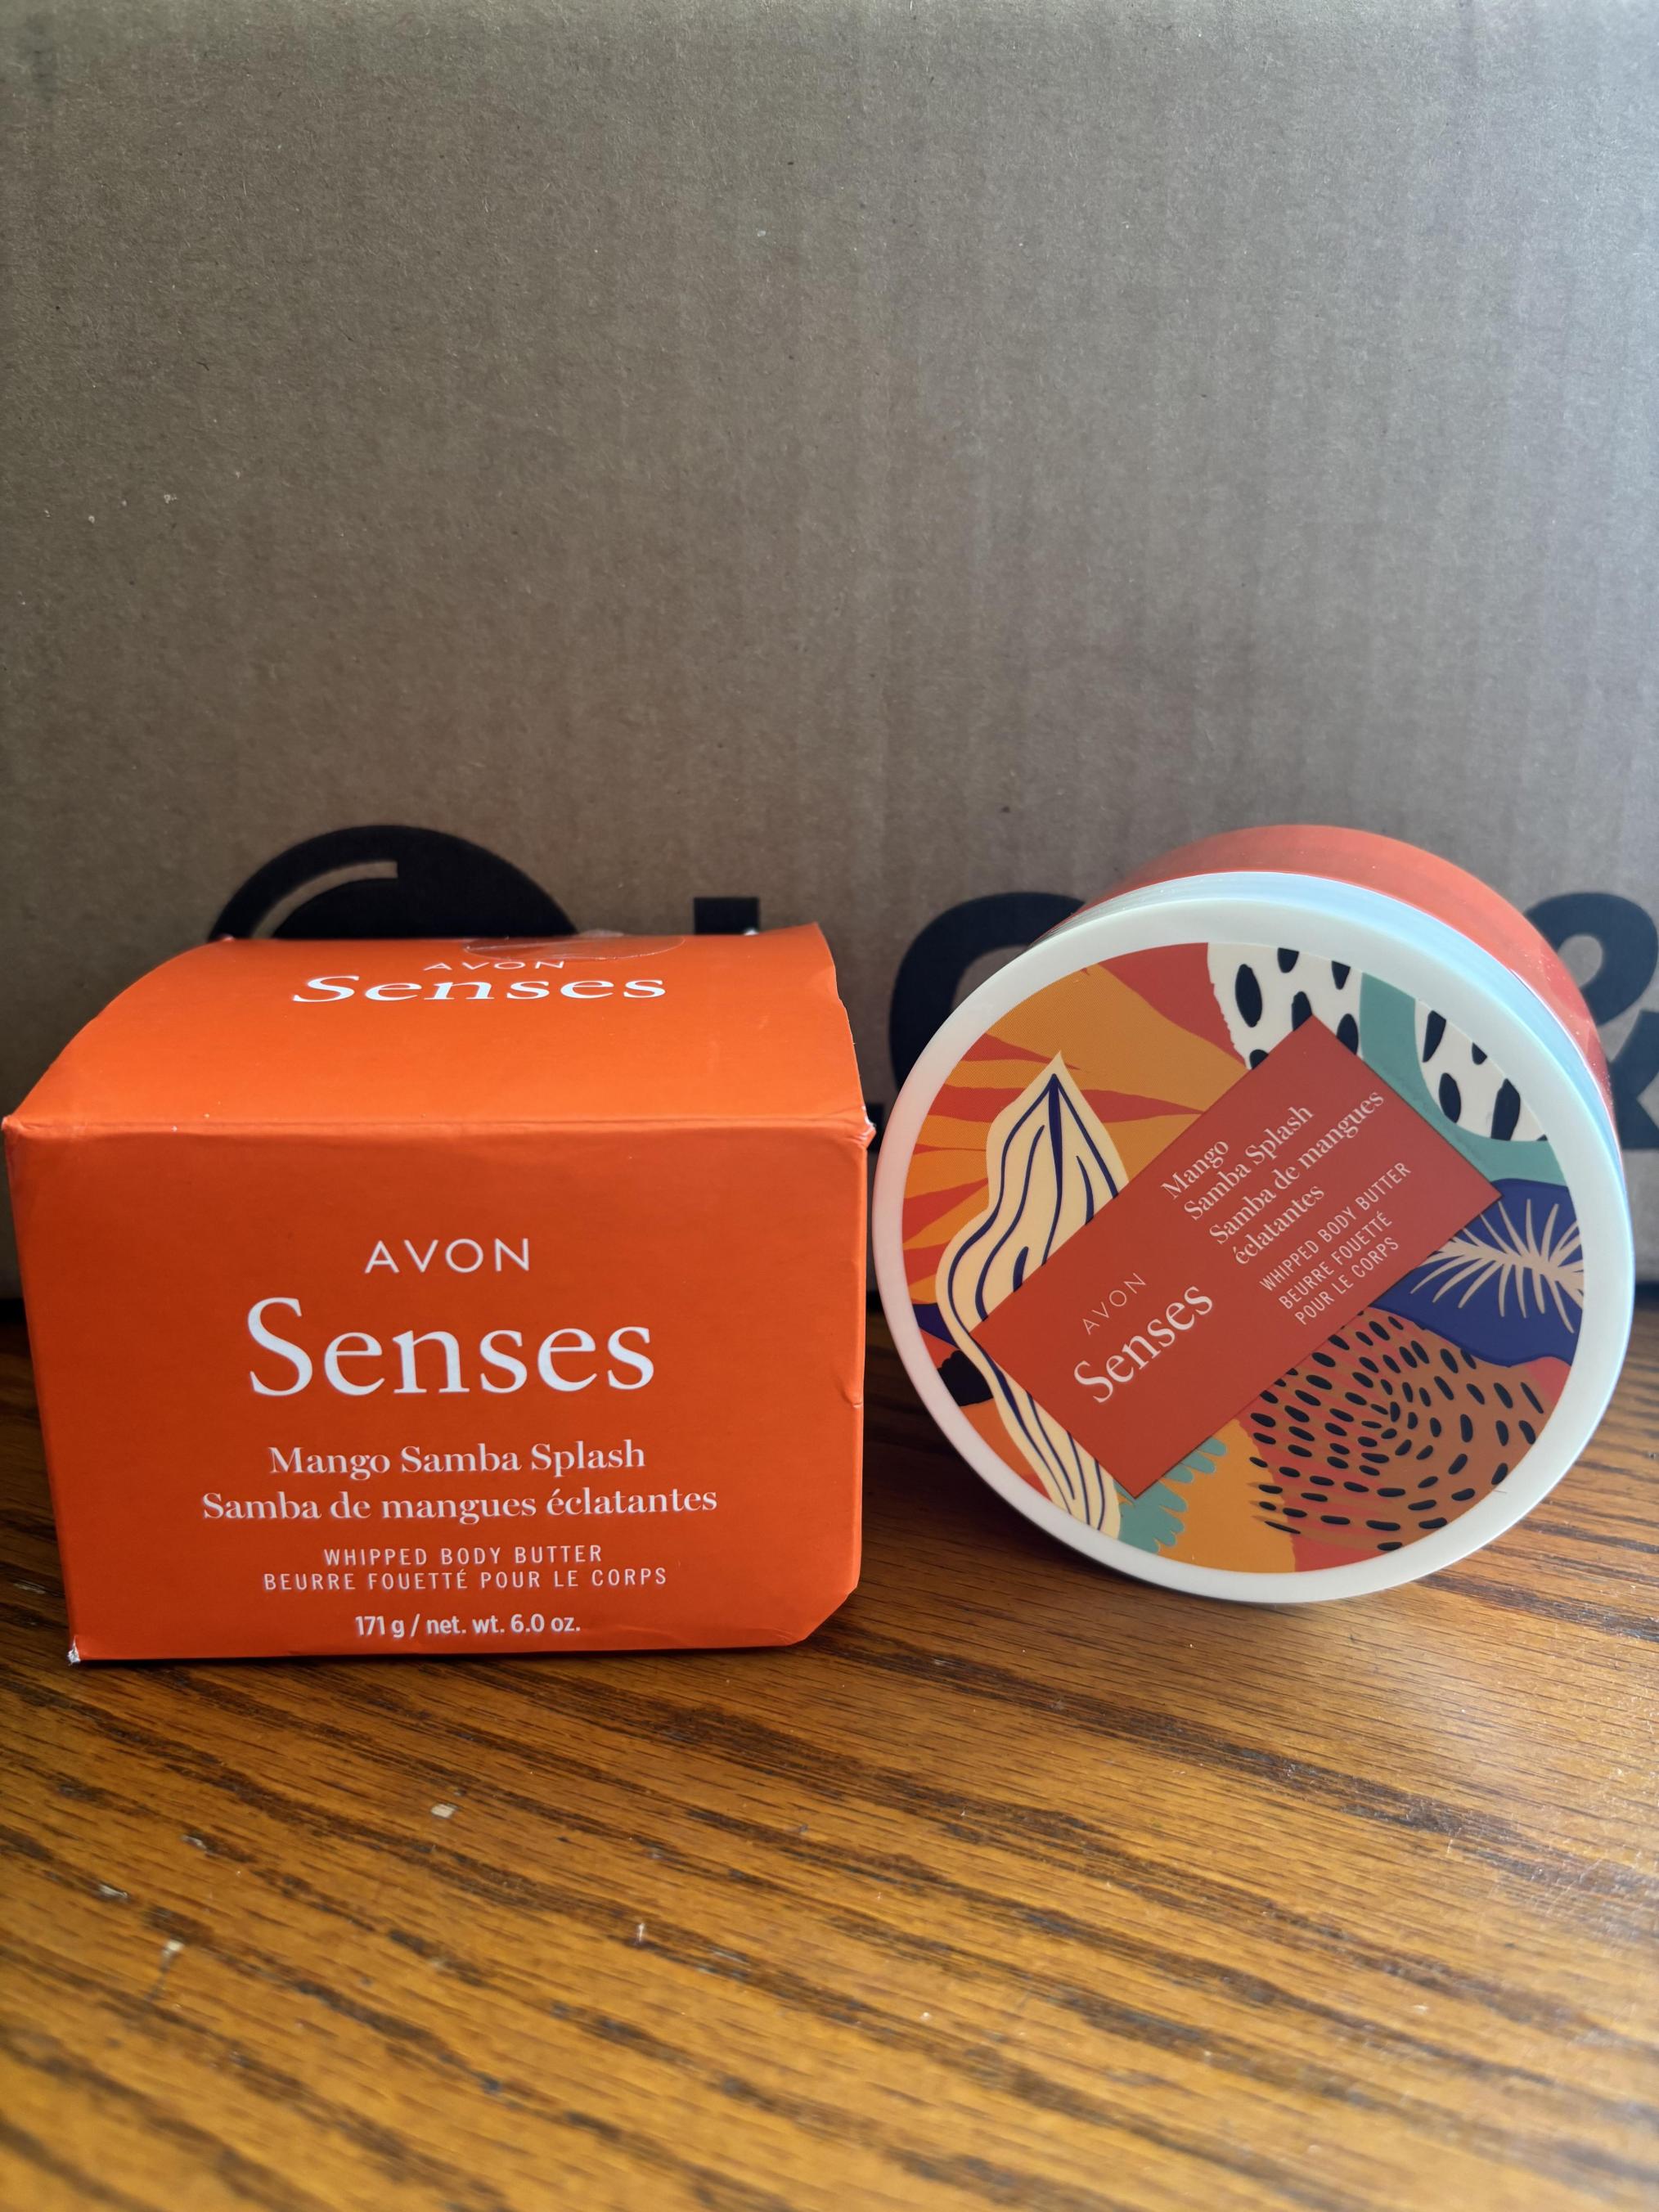 AVON
Senses
AVON
Senses
Mango Samba Splash
Samba de mangues éclatantes
WHIPPED BODY BUTTER
BEURRE FOUETTÉ POUR LE CORPS
171 g / net. wt. 6.0 oz.
AVON
Senses
Mango
Samba Splash
Samba de mangues
éclatantes
WHIPPED BODY BUTTER
BEURRE FOUETTÉ
POUR LE CORPS